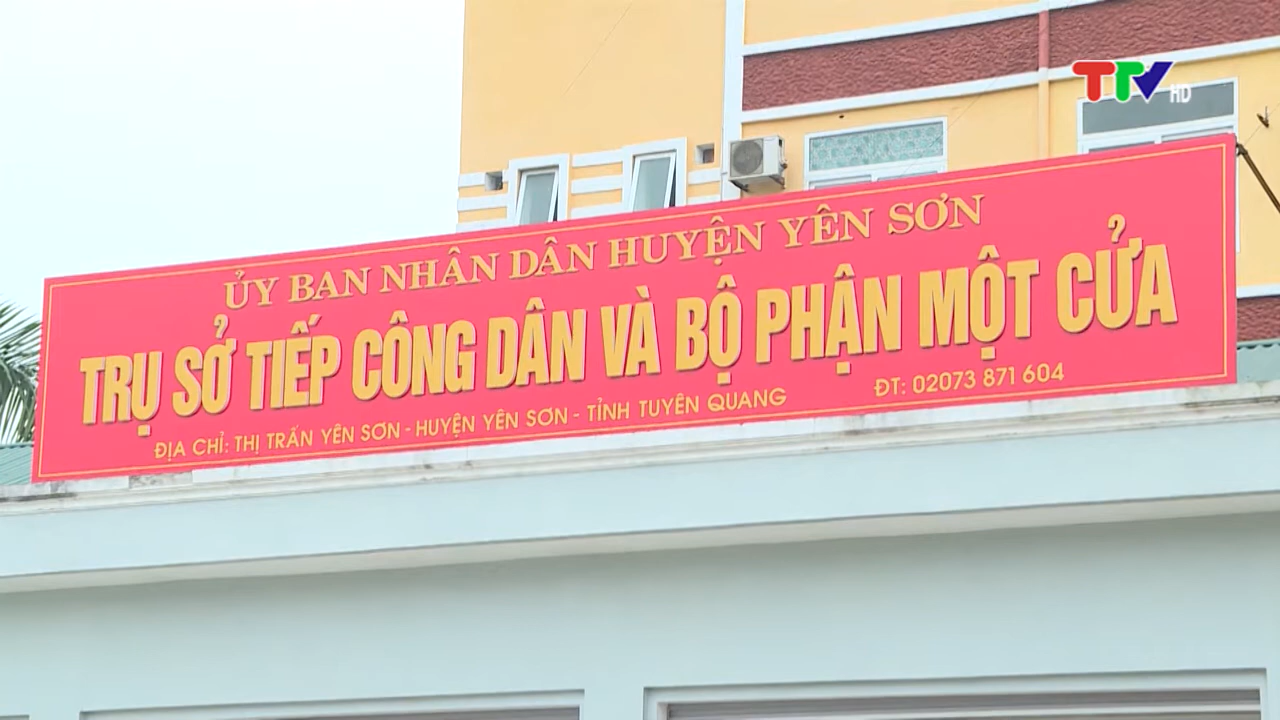 TTV HD
ỦY BAN NHÂN DÂN HUYỆN YÊN SƠN
TRỤ SỞ TIẾP CÔNG DÂN VÀ BỘ PHẬN MỘT CỬA
ĐỊA CHỈ: THỊ TRẤN YÊN SƠN - HUYỆN YÊN SƠN - TỈNH TUYÊN QUANG ĐT: 02073 871 604